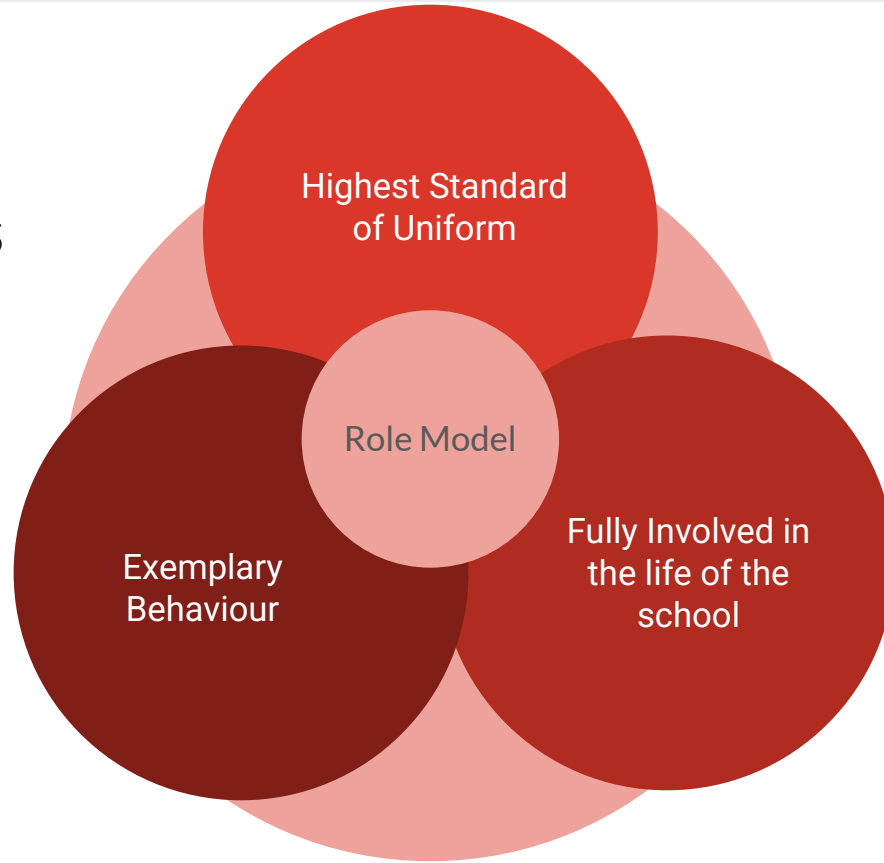 Highest Standard
of Uniform
Role Model
Exemplary
Behaviour
Fully Involved in
the life of the
school